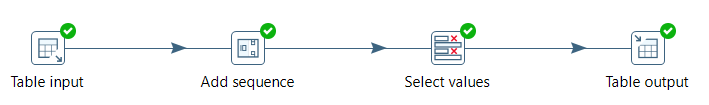 Table input
Add sequence
Select values
Table output